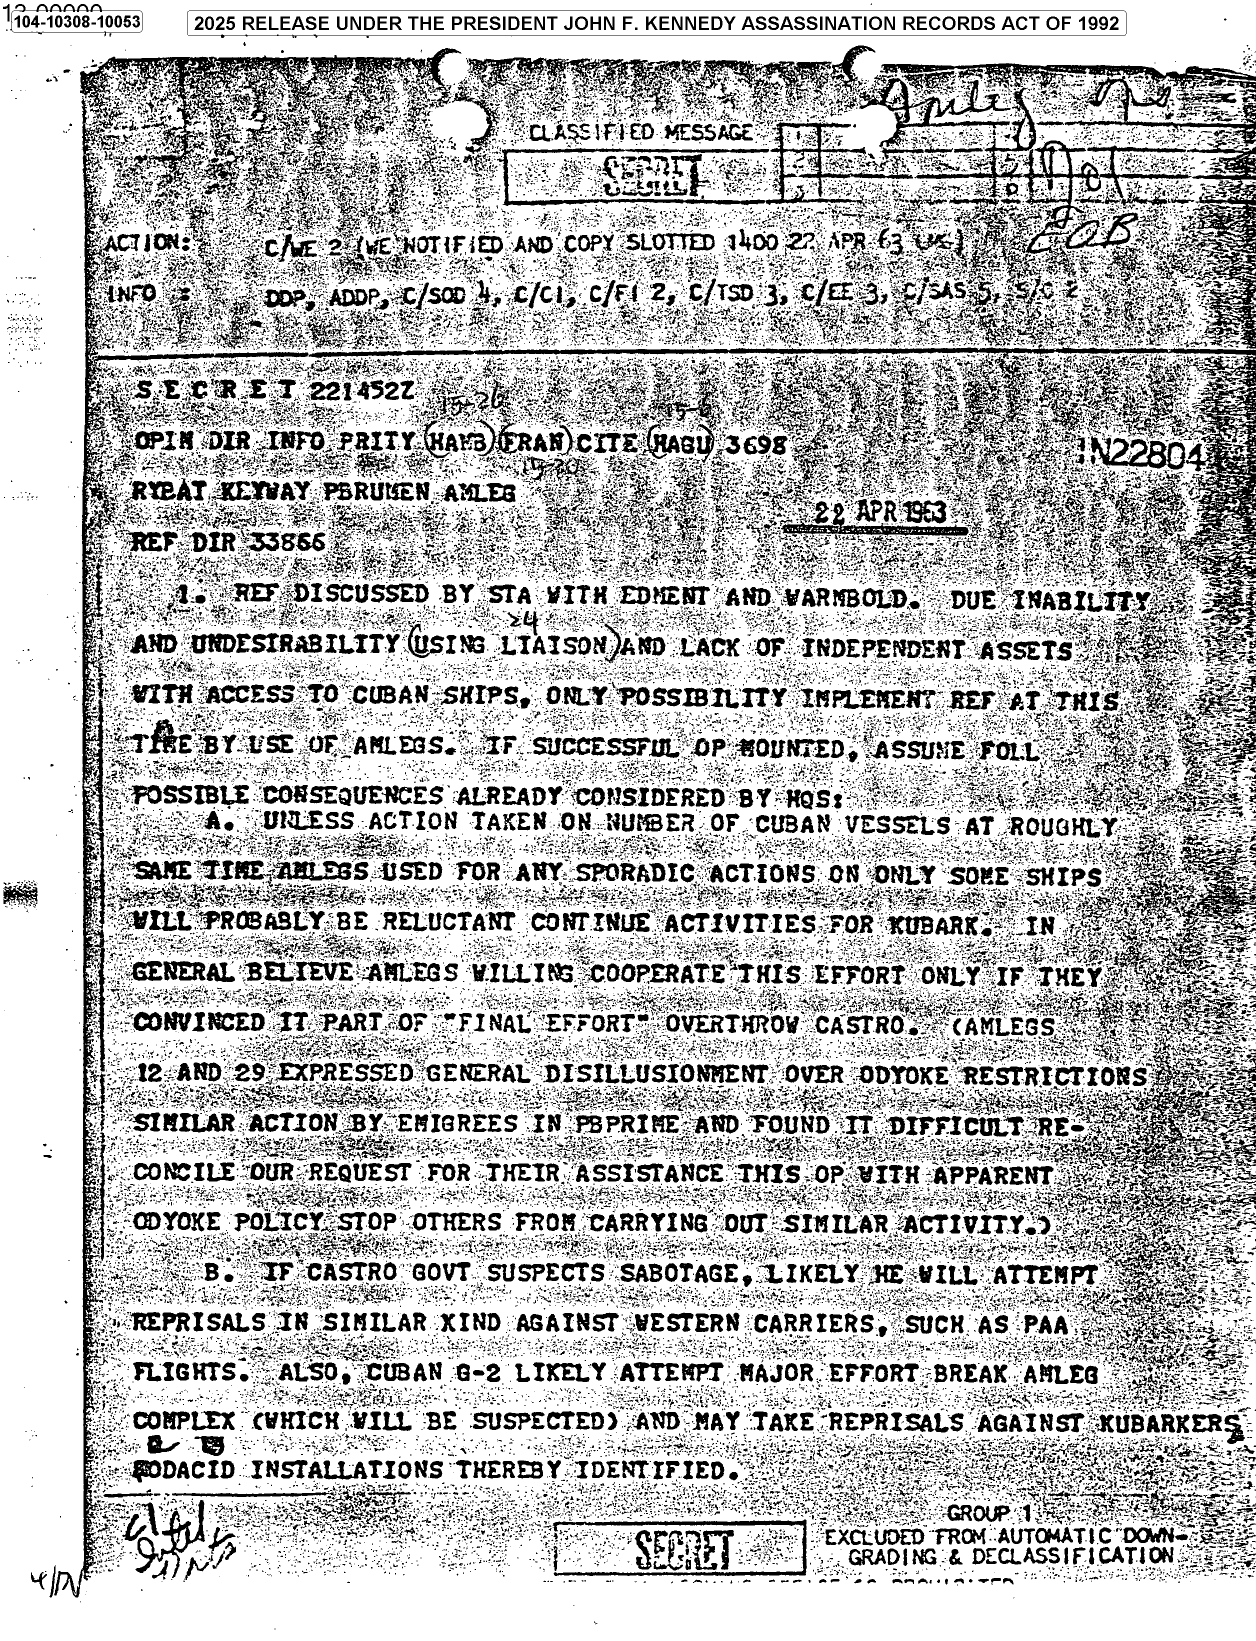 104-10308-10053
2025 RELEASE UNDER THE PRESIDENT JOHN F. KENNEDY ASSASSINATION RECORDS ACT OF 1992
CLASSIFIED MESSAGE
SECRET
EOB
ACTION: C/WE 2 (WE NOTIFIED AND COPY SLOTTED 1400 22 APR 63
INFO : DDP, ADDP, C/SOD 4, C/CI, C/FI 2, C/TSD 3, C/EE 3, C/SAS 5, S/C 2
S E C R E T 221452Z
15-26 15-6
OPIM DIR INFO PRITY HAMB FRAN CITE HAGU 3698
IN22804
RYBAT KEYWAY PBRUMEN AMLEG
22 APR 1963
REF DIR 33866
1. REF DISCUSSED BY STA WITH EDMENT AND WARMBOLD. DUE INABILITY
24
AND UNDESIRABILITY (USING LIAISON) AND LACK OF INDEPENDENT ASSETS
WITH ACCESS TO CUBAN SHIPS, ONLY POSSIBILITY IMPLEMENT REF AT THIS
TIME BY USE OF AMLEGS. IF SUCCESSFUL OP MOUNTED, ASSUME FOLL
POSSIBLE CONSEQUENCES ALREADY CONSIDERED BY HQS:
A. UNLESS ACTION TAKEN ON NUMBER OF CUBAN VESSELS AT ROUGHLY
SAME TIME AMLEGS USED FOR ANY SPORADIC ACTIONS ON ONLY SOME SHIPS
WILL PROBABLY BE RELUCTANT CONTINUE ACTIVITIES FOR KUBARK. IN
GENERAL BELIEVE AMLEGS WILLING COOPERATE THIS EFFORT ONLY IF THEY
CONVINCED IT PART OF "FINAL EFFORT" OVERTHROW CASTRO. (AMLEGS
12 AND 29 EXPRESSED GENERAL DISILLUSIONMENT OVER ODYOKE RESTRICTIONS
SIMILAR ACTION BY EMIGREES IN PBPRIME AND FOUND IT DIFFICULT RE-
CONCILE OUR REQUEST FOR THEIR ASSISTANCE THIS OP WITH APPARENT
ODYOKE POLICY STOP OTHERS FROM CARRYING OUT SIMILAR ACTIVITY.)
B. IF CASTRO GOVT SUSPECTS SABOTAGE, LIKELY HE WILL ATTEMPT
REPRISALS IN SIMILAR KIND AGAINST WESTERN CARRIERS, SUCH AS PAA
FLIGHTS. ALSO, CUBAN G-2 LIKELY ATTEMPT MAJOR EFFORT BREAK AMLEG
COMPLEX (WHICH WILL BE SUSPECTED) AND MAY TAKE REPRISALS AGAINST KUBARKERS
ODACID INSTALLATIONS THEREBY IDENTIFIED.
GROUP 1
EXCLUDED FROM AUTOMATIC DOWN-
GRADING & DECLASSIFICATION
SECRET